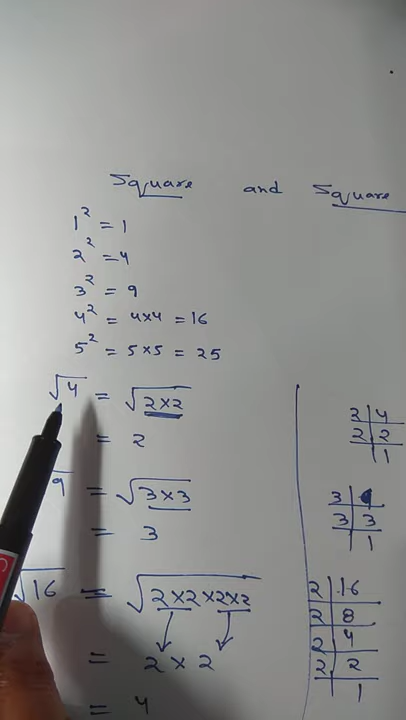 Square and Square
1² = 1
2² = 4
3² = 9
4² = 4×4 = 16
5² = 5×5 = 25
√4 = √2×2
= 2
9 = √3×3
= 3
√16 = √2×2×2×2
= 2 × 2
= 4
2 | 4
2 | 2
1
3 |
3 | 3
1
2 | 16
2 | 8
2 | 4
2 | 2
1